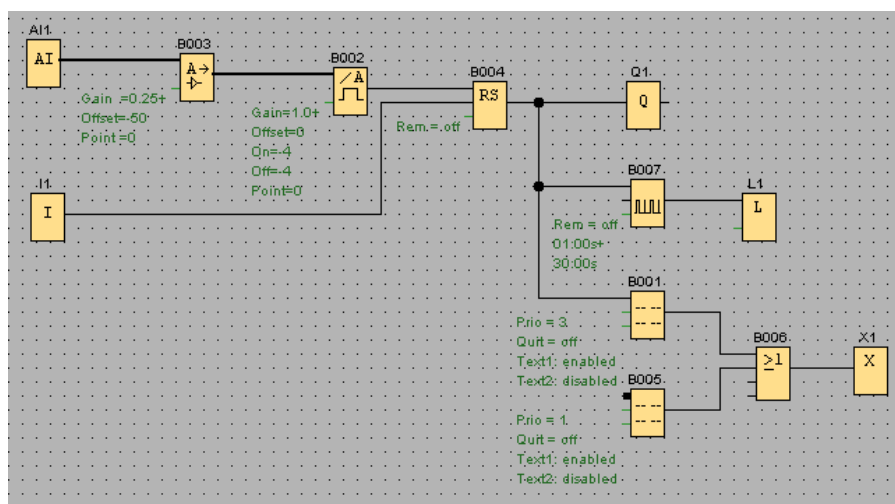 AI1
AI
B003
A→
Gain =0.25+
Offset=-50
Point =0
B002
/A
Gain=1.0+
Offset=0
On=-4
Off=-4
Point=0
B004
RS
Rem = off
Q1
Q
I1
I
B007
Rem = off
01:00s+
30:00s
L1
L
B001
Prio = 3
Quit = off
Text1: enabled
Text2: disabled
B006
≥1
X1
X
B005
Prio = 1
Quit = off
Text1: enabled
Text2: disabled